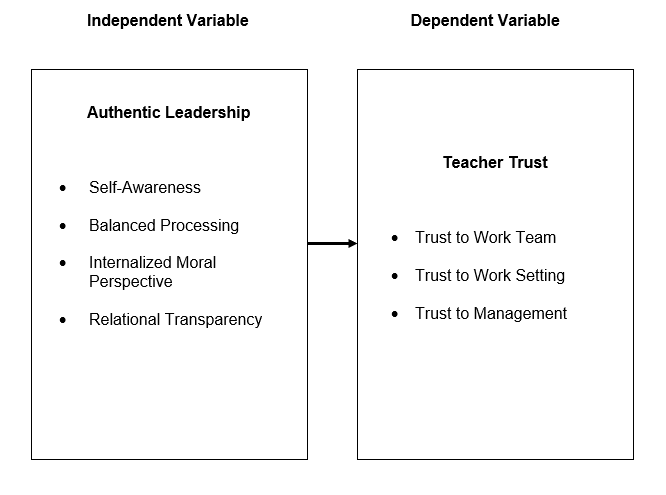 Independent Variable
Dependent Variable
Authentic Leadership
Self-Awareness
Balanced Processing
Internalized Moral
Perspective
Relational Transparency
Teacher Trust
Trust to Work Team
Trust to Work Setting
Trust to Management